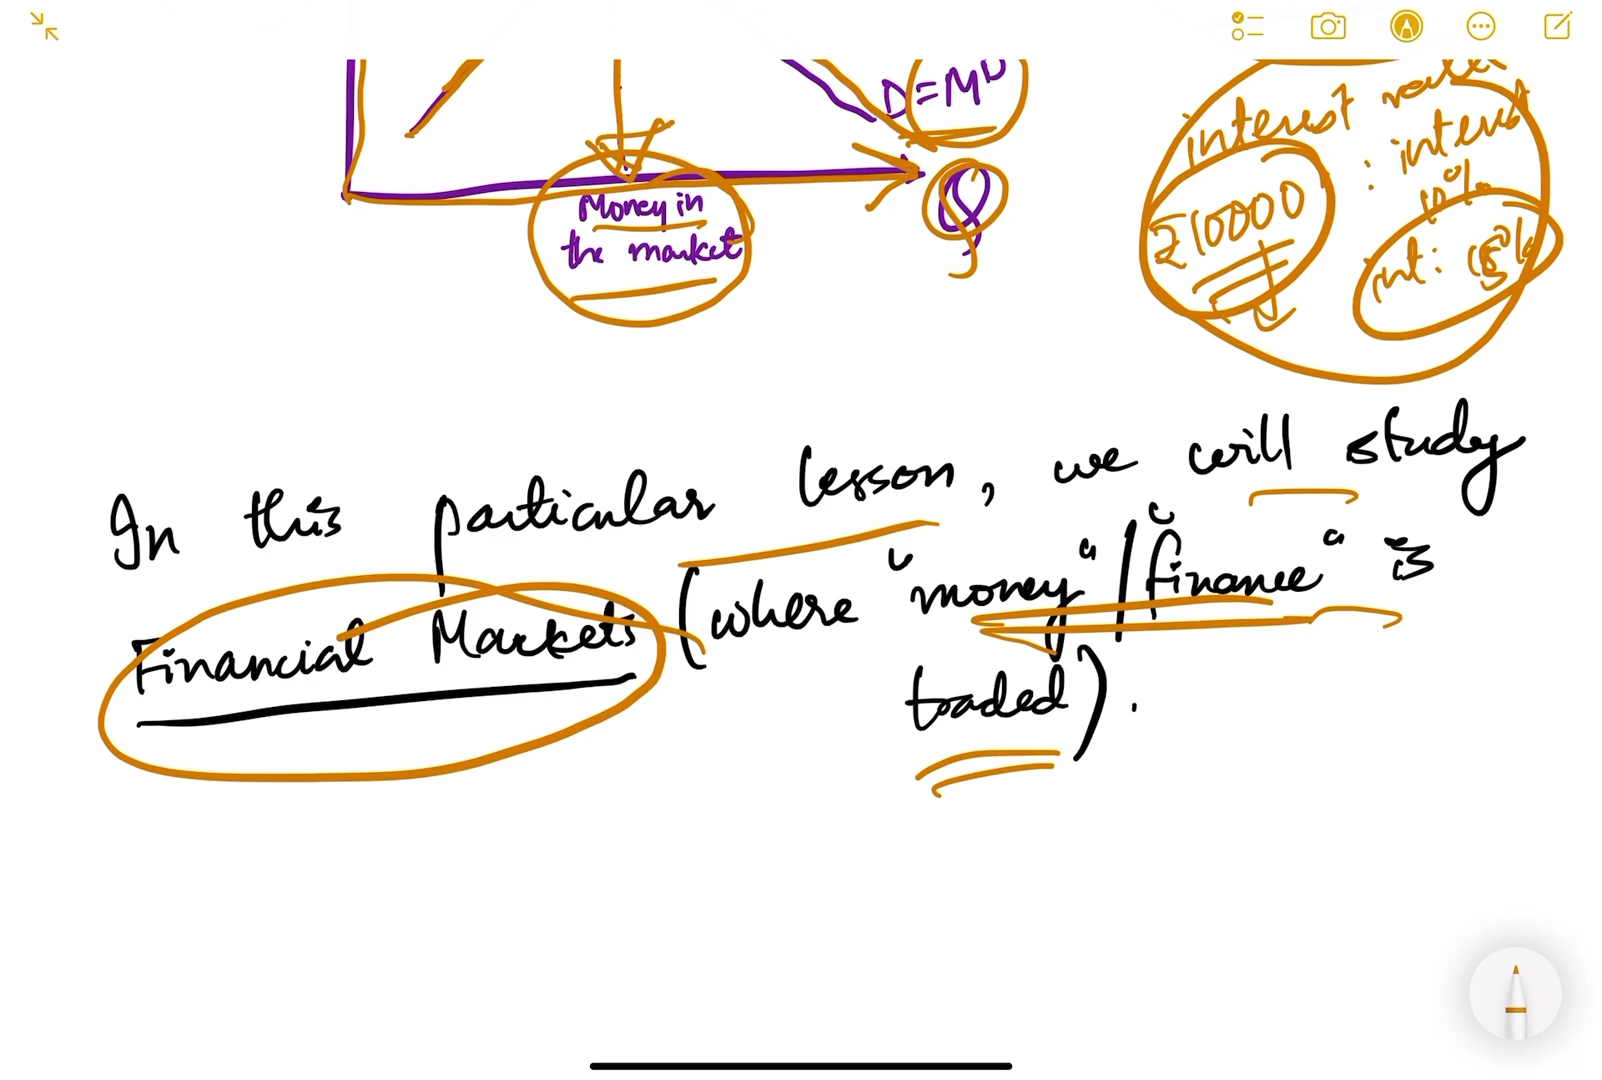 D = M^D
Money in
the market
Q
interest rate
: interest
10%
₹10000
int: 15%
In this particular lesson, we will study
Financial Markets (where "money" / "finance" is
traded).